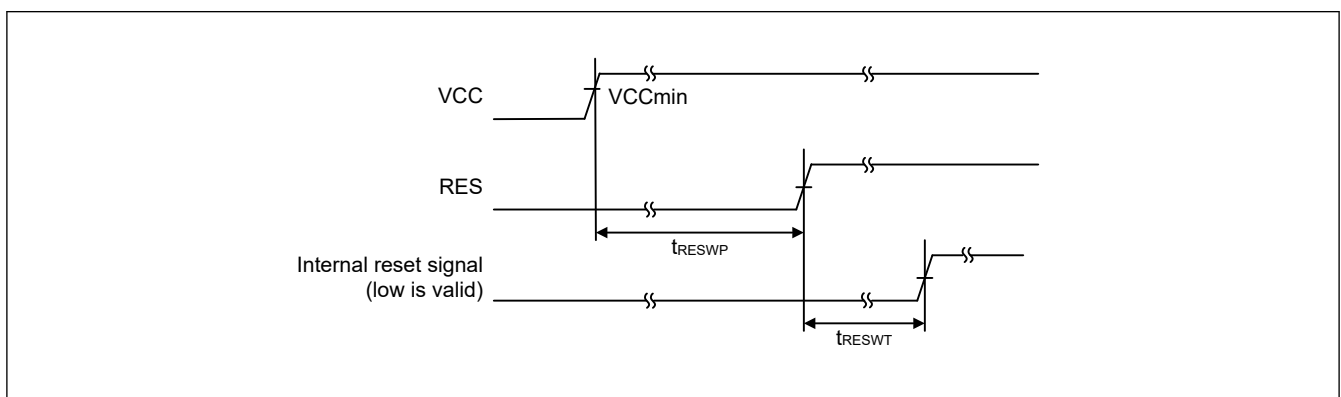 VCC
VCCmin
RES
tRESWP
Internal reset signal
(low is valid)
tRESWT